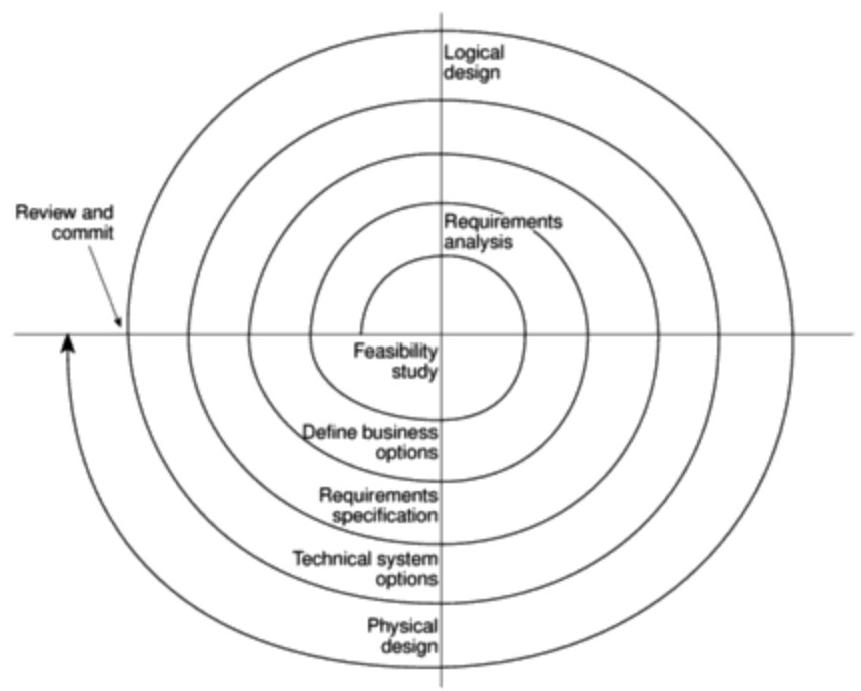 Logical
design
Review and
commit
Requirements
analysis
Feasibility
study
Define business
options
Requirements
specification
Technical system
options
Physical
design